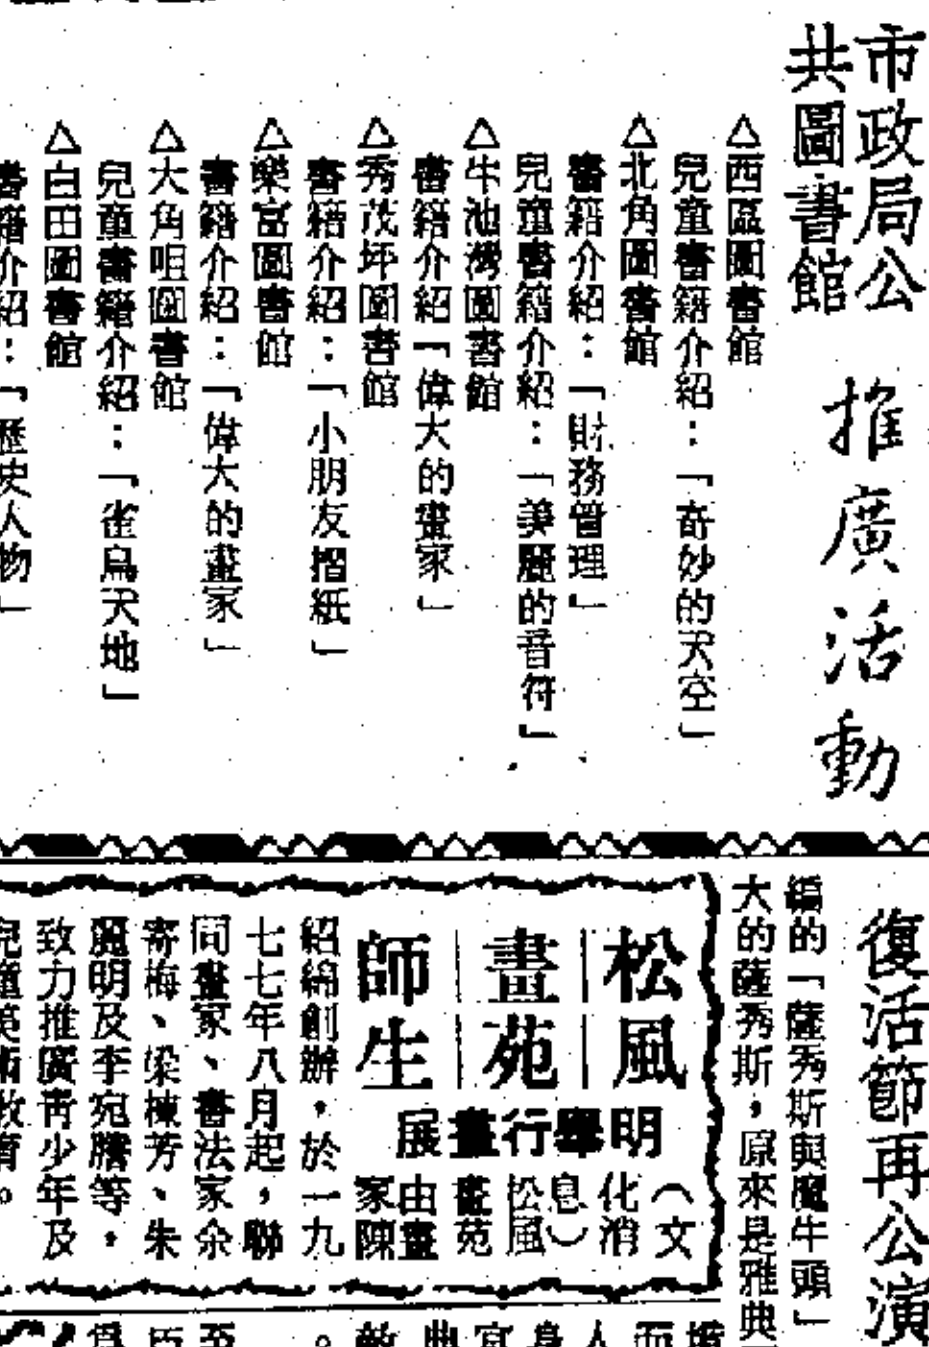 市政局公
共圖書館
推廣活動
△西區圖書館
兒童書籍介紹：「奇妙的天空」
△北角圖書館
書籍介紹：「財務管理」
兒童書籍介紹：「美麗的音符」
△牛池灣圖書館
書籍介紹「偉大的畫家」
△秀茂坪圖書館
書籍介紹：「小朋友摺紙」
△樂富圖書館
書籍介紹：「偉大的畫家」
△大角咀圖書館
兒童書籍介紹：「雀鳥天地」
△白田圖書館
書籍介紹：「歷史人物」
復活節再公演
編的「薩秀斯與魔牛頭」
大的薩秀斯，原來是雅典
松風
畫苑
師生
明舉行畫展
（文
化消
息）
松風
畫苑
由畫
家陳
紹綿創辦，於一九
七七年八月起，聯
同畫家、書法家余
寄梅、梁棟芳、朱
麗明及李宛騰等，
致力推廣青少年及
兒童美術教育。